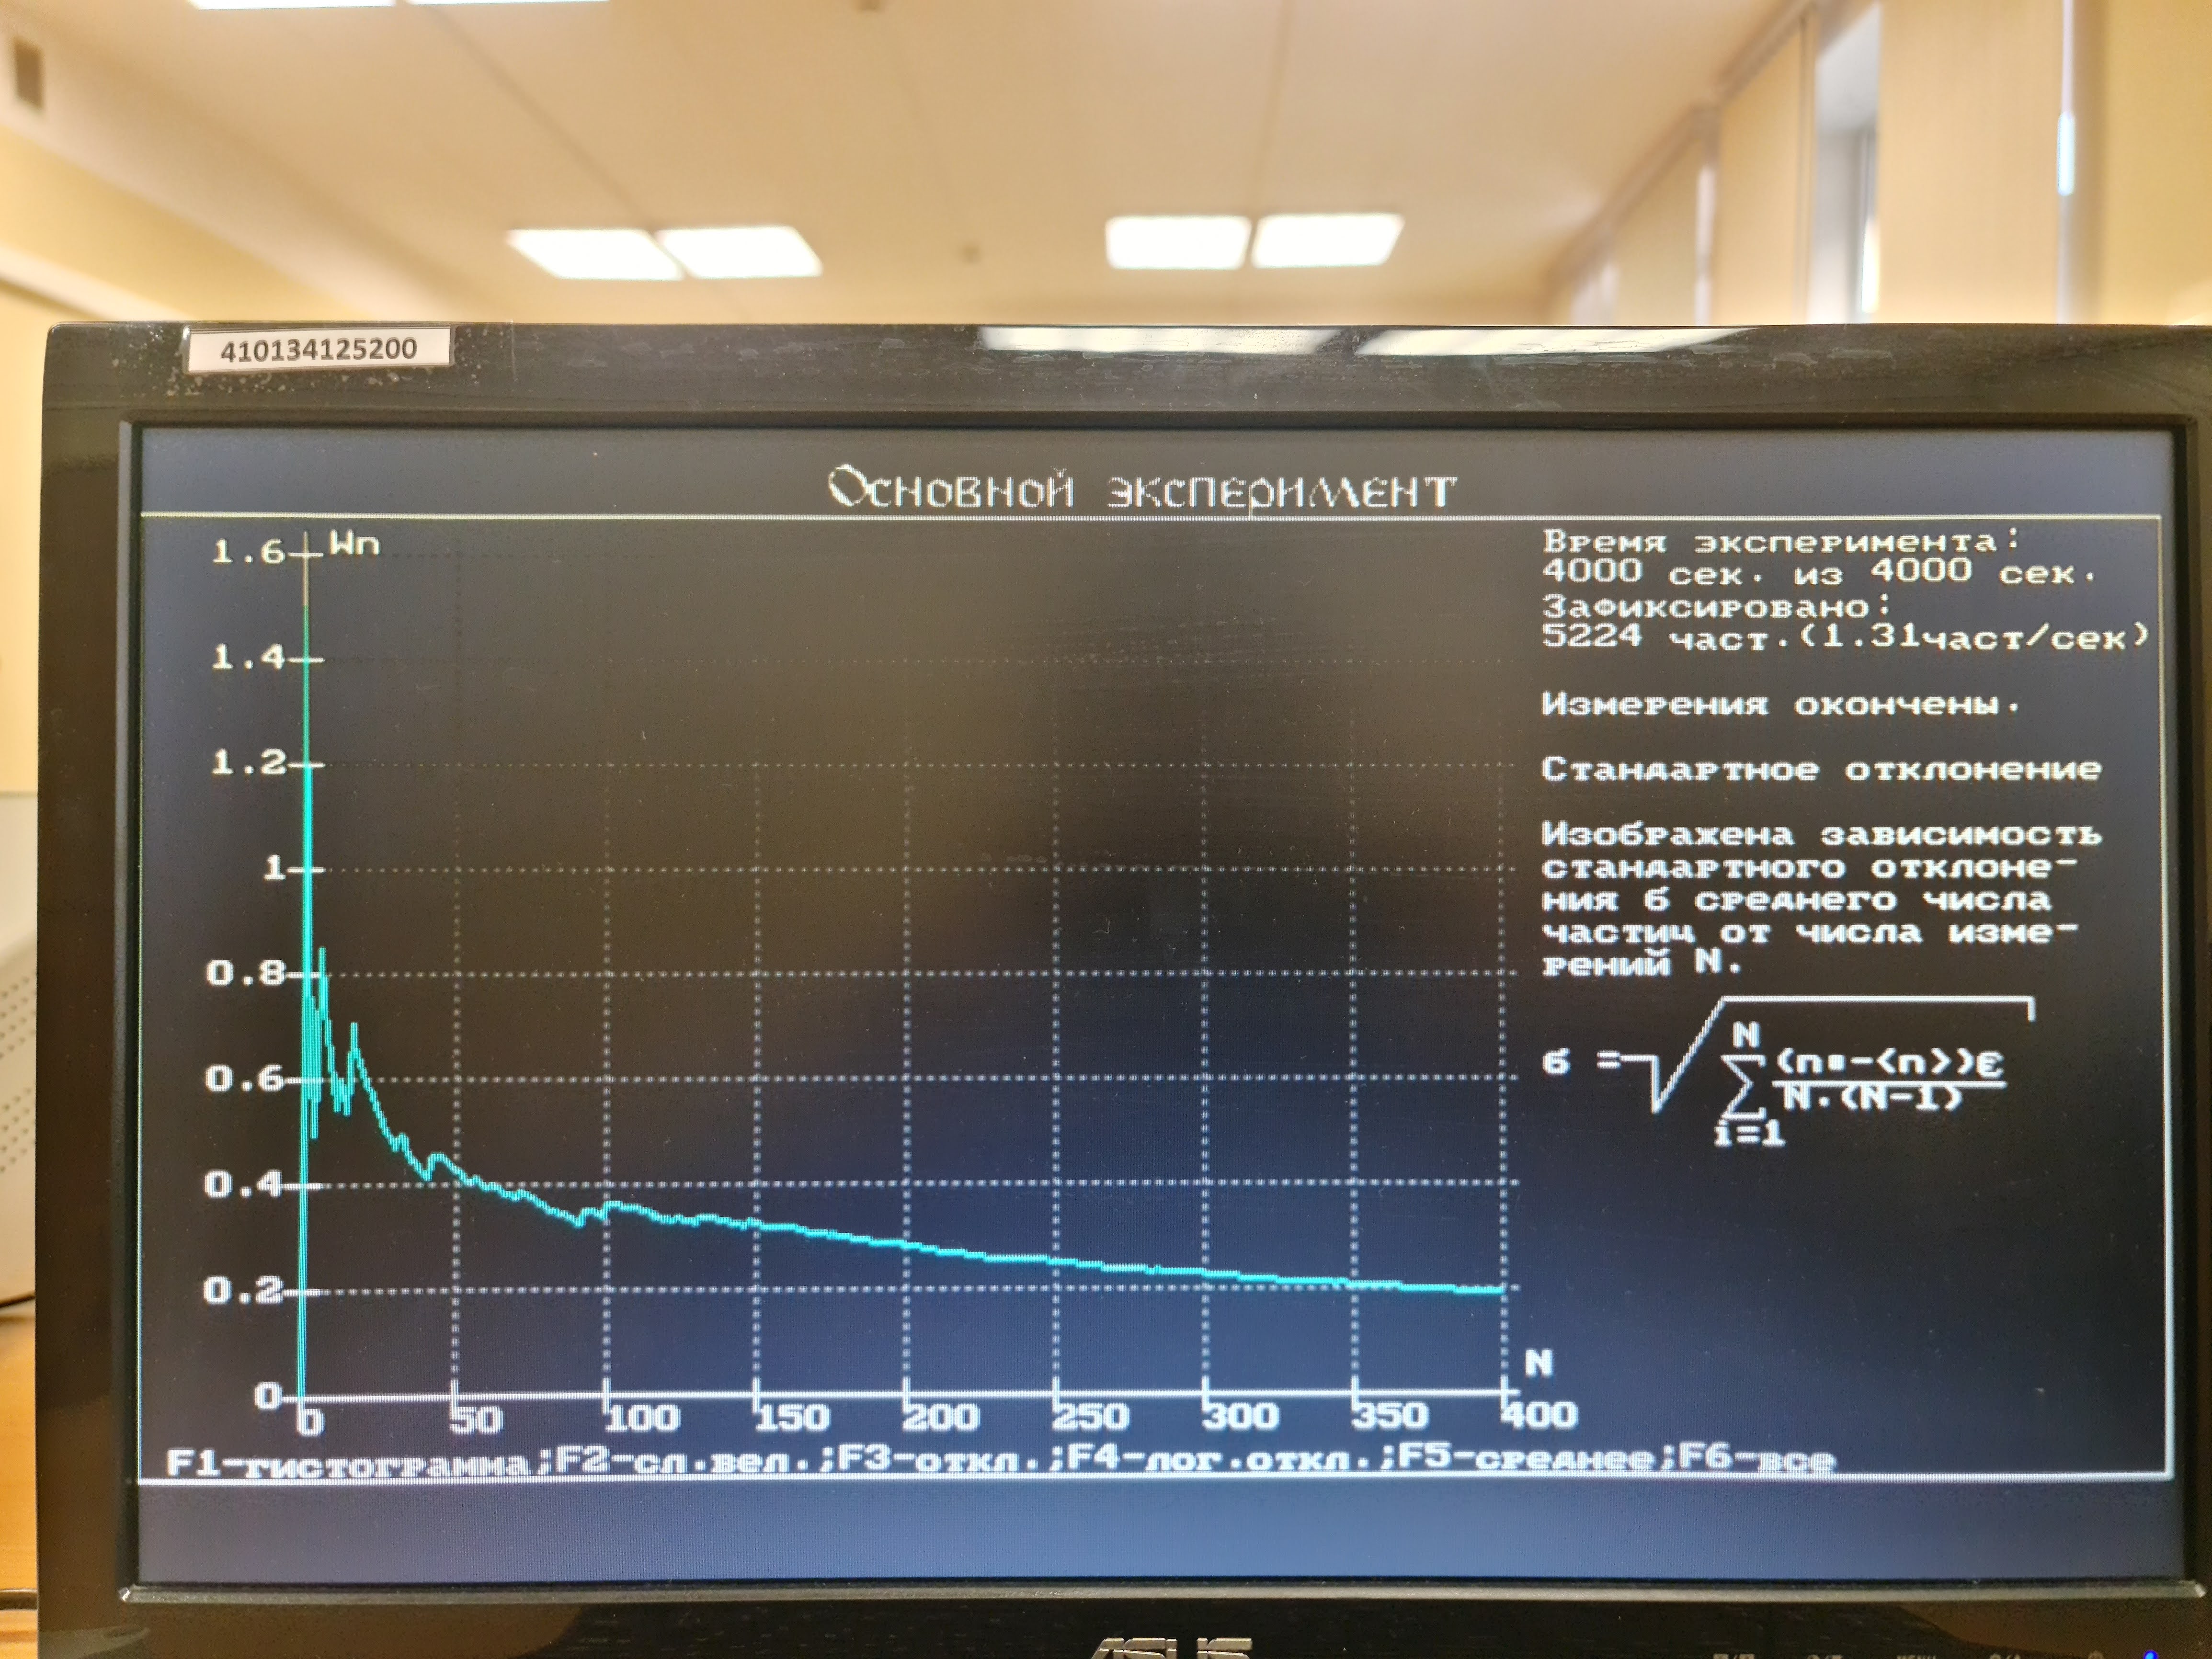 410134125200
Основной эксперимент
Wn
1.6
1.4
1.2
1
0.8
0.6
0.4
0.2
0
0 50 100 150 200 250 300 350 400
N
Время эксперимента:
4000 сек. из 4000 сек.
Зафиксировано:
5224 част.(1.31част/сек)
Измерения окончены.
Стандартное отклонение
Изображена зависимость
стандартного отклоне-
ния б среднего числа
частиц от числа изме-
рений N.
N
б = √ ∑ (n▪-<n>)Є
N.(N-1)
i=1
F1-гистограмма;F2-сл.вел.;F3-откл.;F4-лог.откл.;F5-среднее;F6-все
ASUS